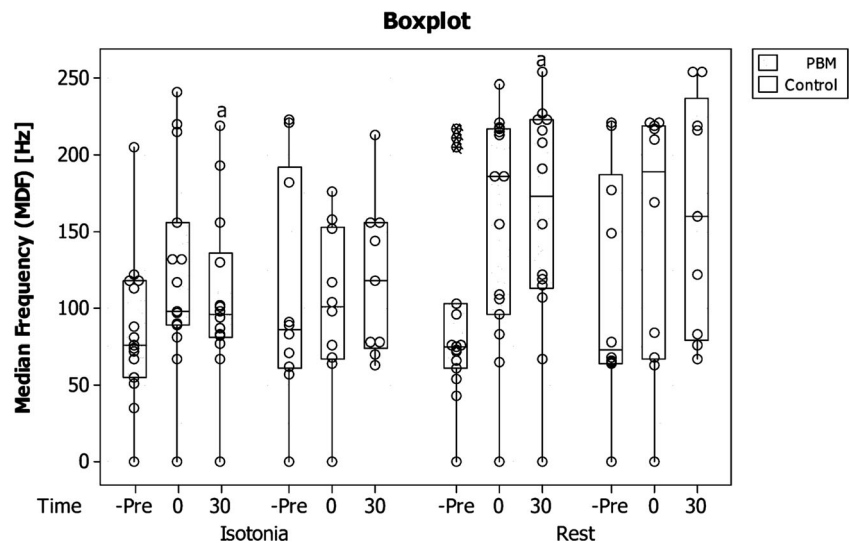 Boxplot
PBM
Control
Median Frequency (MDF) [Hz]
250
200
150
100
50
0
a
a
Time -Pre 0 30 -Pre 0 30 -Pre 0 30 -Pre 0 30
Isotonia Rest